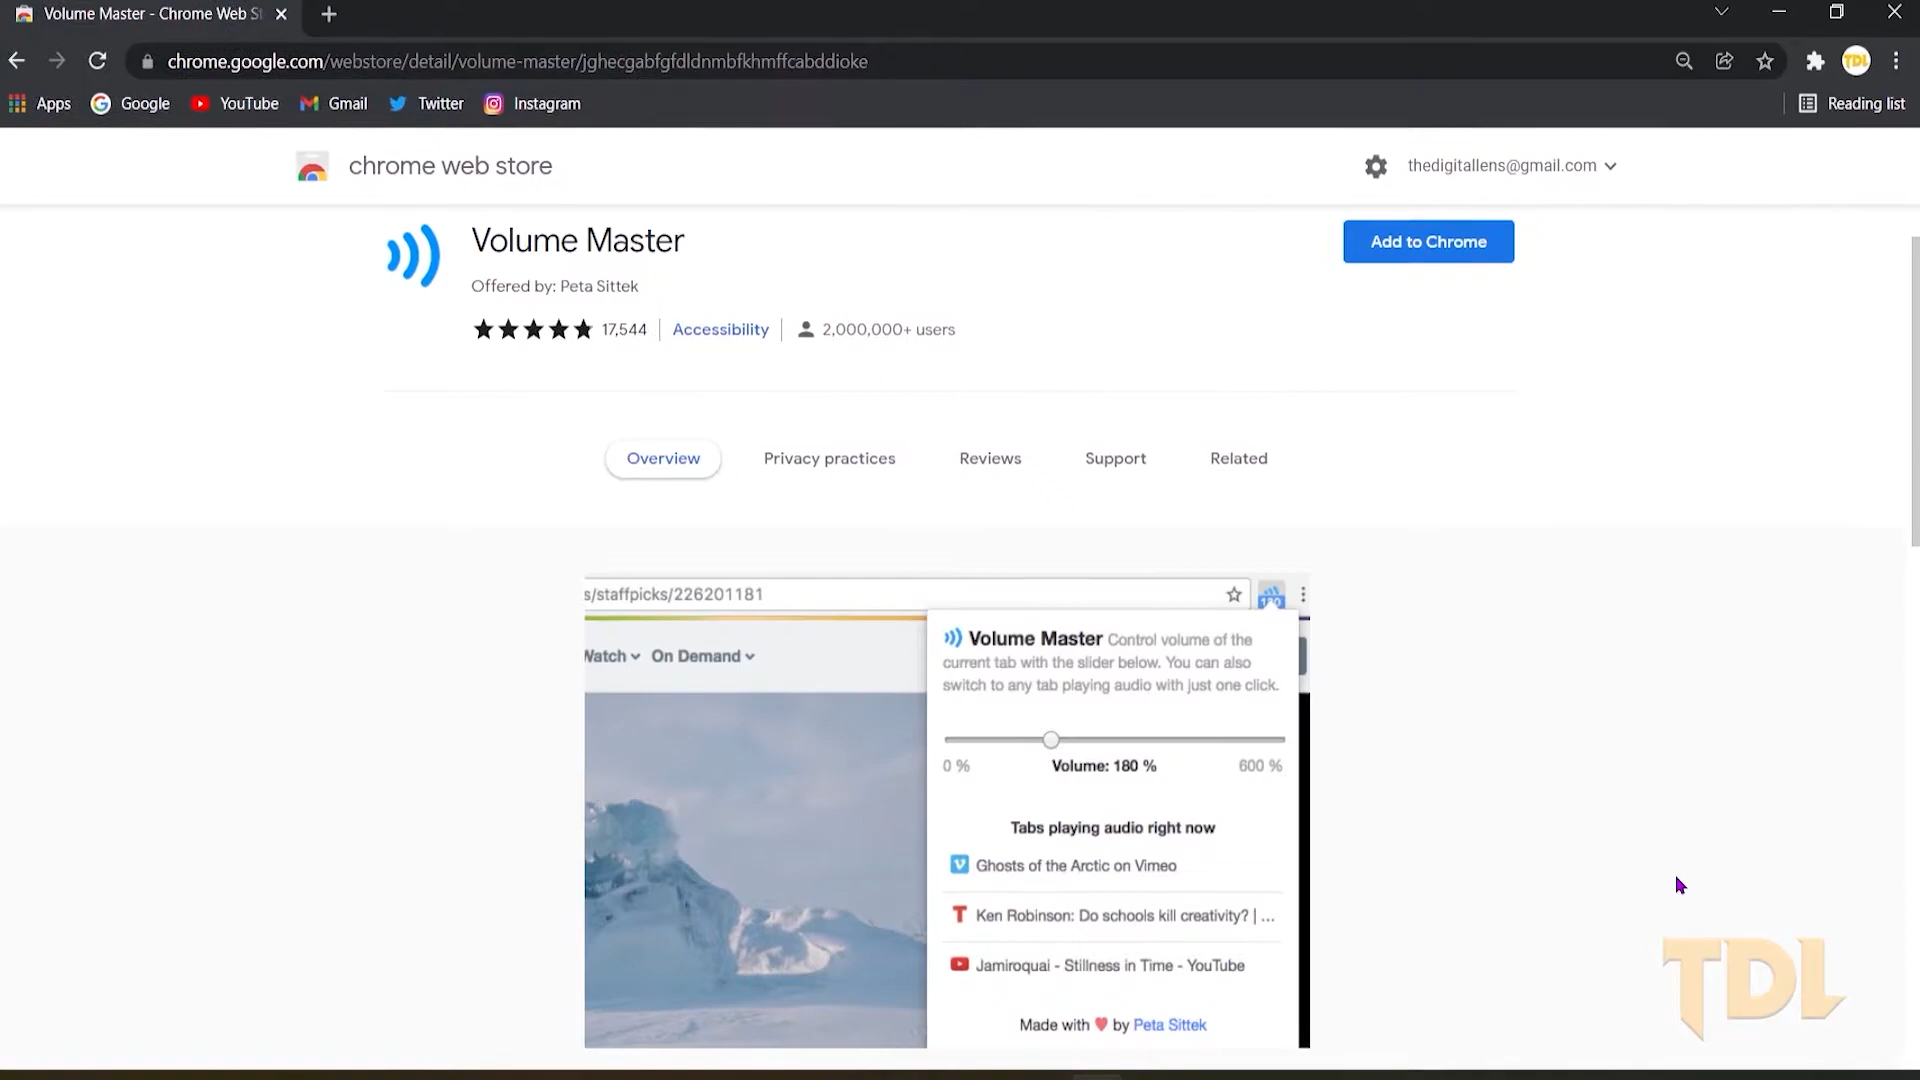 Volume Master - Chrome Web St
chrome.google.com/webstore/detail/volume-master/jghecgabfgfdldnmbfkhmffcabddioke
TDL
Apps
Google
YouTube
Gmail
Twitter
Instagram
Reading list
chrome web store
thedigitallens@gmail.com
Volume Master
Add to Chrome
Offered by: Peta Sittek
17,544
Accessibility
2,000,000+ users
Overview
Privacy practices
Reviews
Support
Related
s/staffpicks/226201181
180
Watch
On Demand
Volume Master Control volume of the
current tab with the slider below. You can also
switch to any tab playing audio with just one click.
0 %
Volume: 180 %
600 %
Tabs playing audio right now
Ghosts of the Arctic on Vimeo
Ken Robinson: Do schools kill creativity? | ...
Jamiroquai - Stillness in Time - YouTube
Made with ♥ by Peta Sittek
TDL